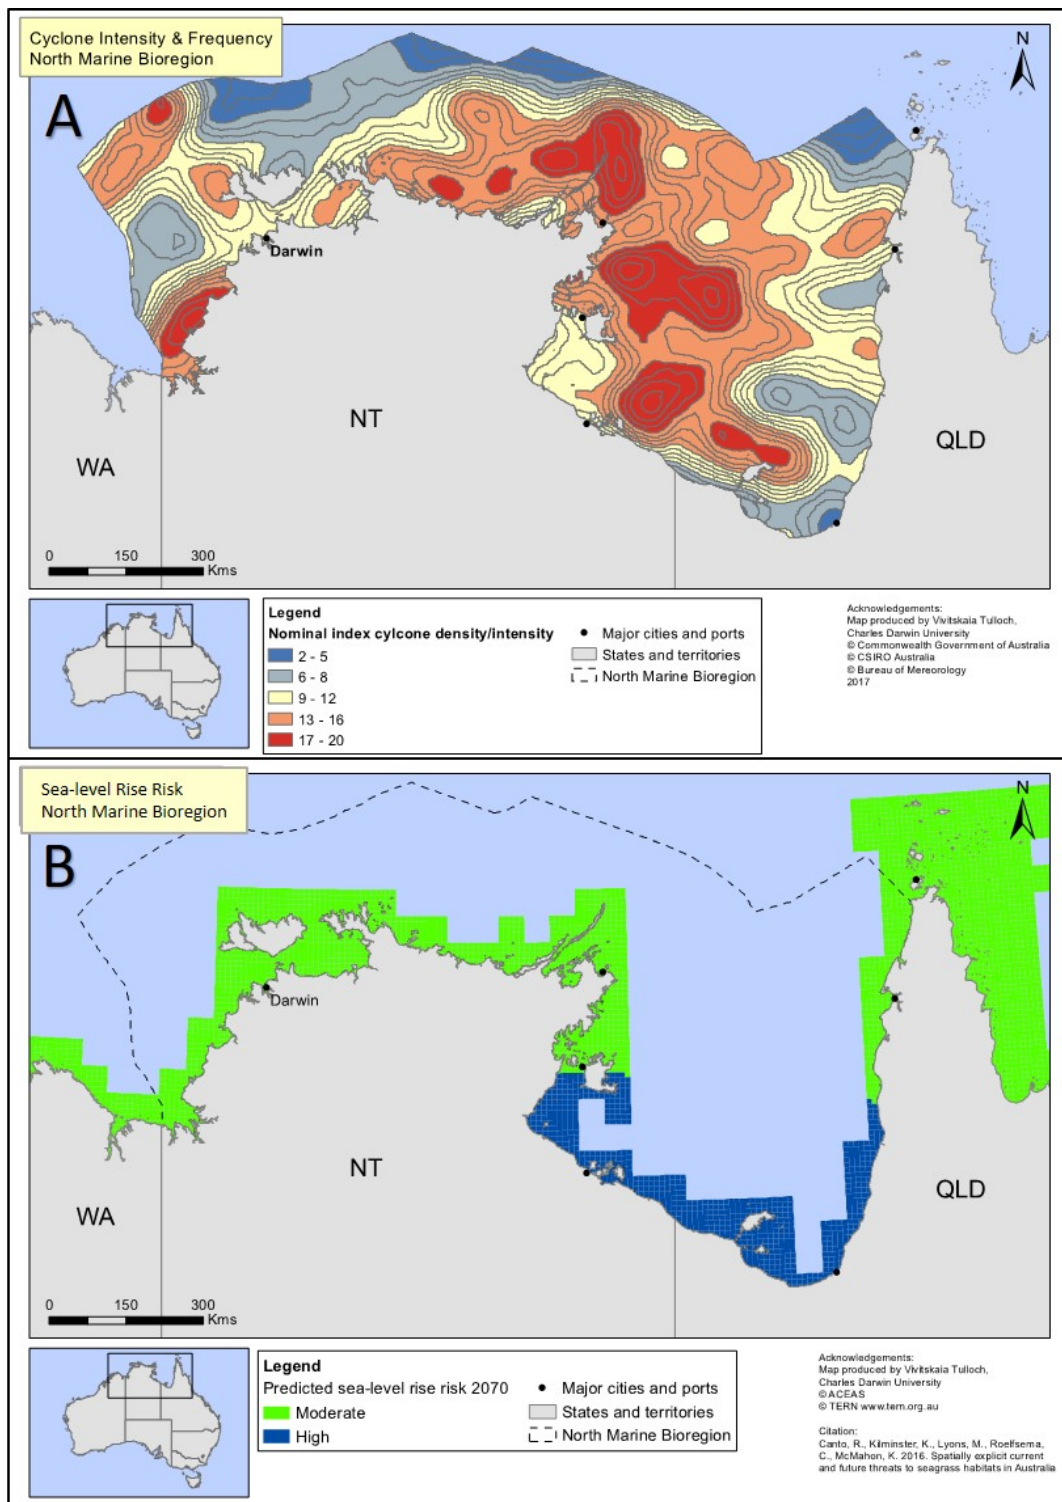 Cyclone Intensity & Frequency
North Marine Bioregion
A
N
Darwin
NT
WA
QLD
0 150 300
Kms
Legend
Nominal index cylcone density/intensity
2 - 5
6 - 8
9 - 12
13 - 16
17 - 20
Major cities and ports
States and territories
North Marine Bioregion
Acknowledgements:
Map produced by Vivitskaia Tulloch,
Charles Darwin University
© Commonwealth Government of Australia
© CSIRO Australia
© Bureau of Mereorology
2017
Sea-level Rise Risk
North Marine Bioregion
B
N
Darwin
NT
WA
QLD
0 150 300
Kms
Legend
Predicted sea-level rise risk 2070
Moderate
High
Major cities and ports
States and territories
North Marine Bioregion
Acknowledgements:
Map produced by Vivitskaia Tulloch,
Charles Darwin University
© ACEAS
© TERN www.tern.org.au
Citation:
Canto, R., Kilminster, K., Lyons, M., Roelfsema,
C., McMahon, K. 2016. Spatially explicit current
and future threats to seagrass habitats in Australia